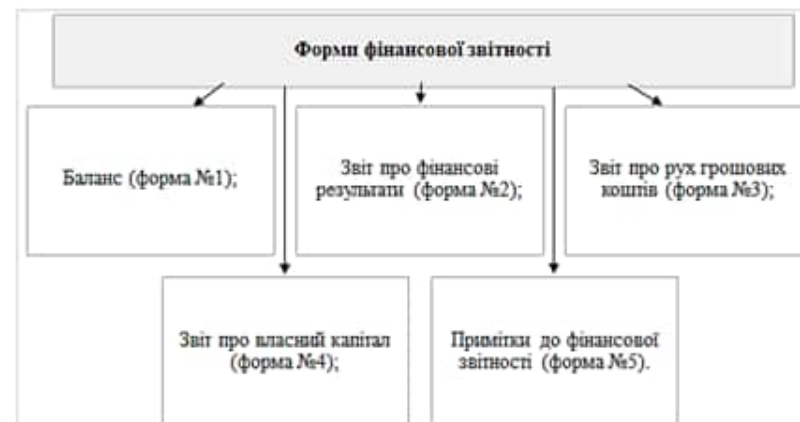 Форми фінансової звітності
Баланс (форма №1);
Звіт про фінансові
результати (форма №2);
Звіт про рух грошових
коштів (форма №3);
Звіт про власний капітал
(форма №4);
Примітки до фінансової
звітності (форма №5).